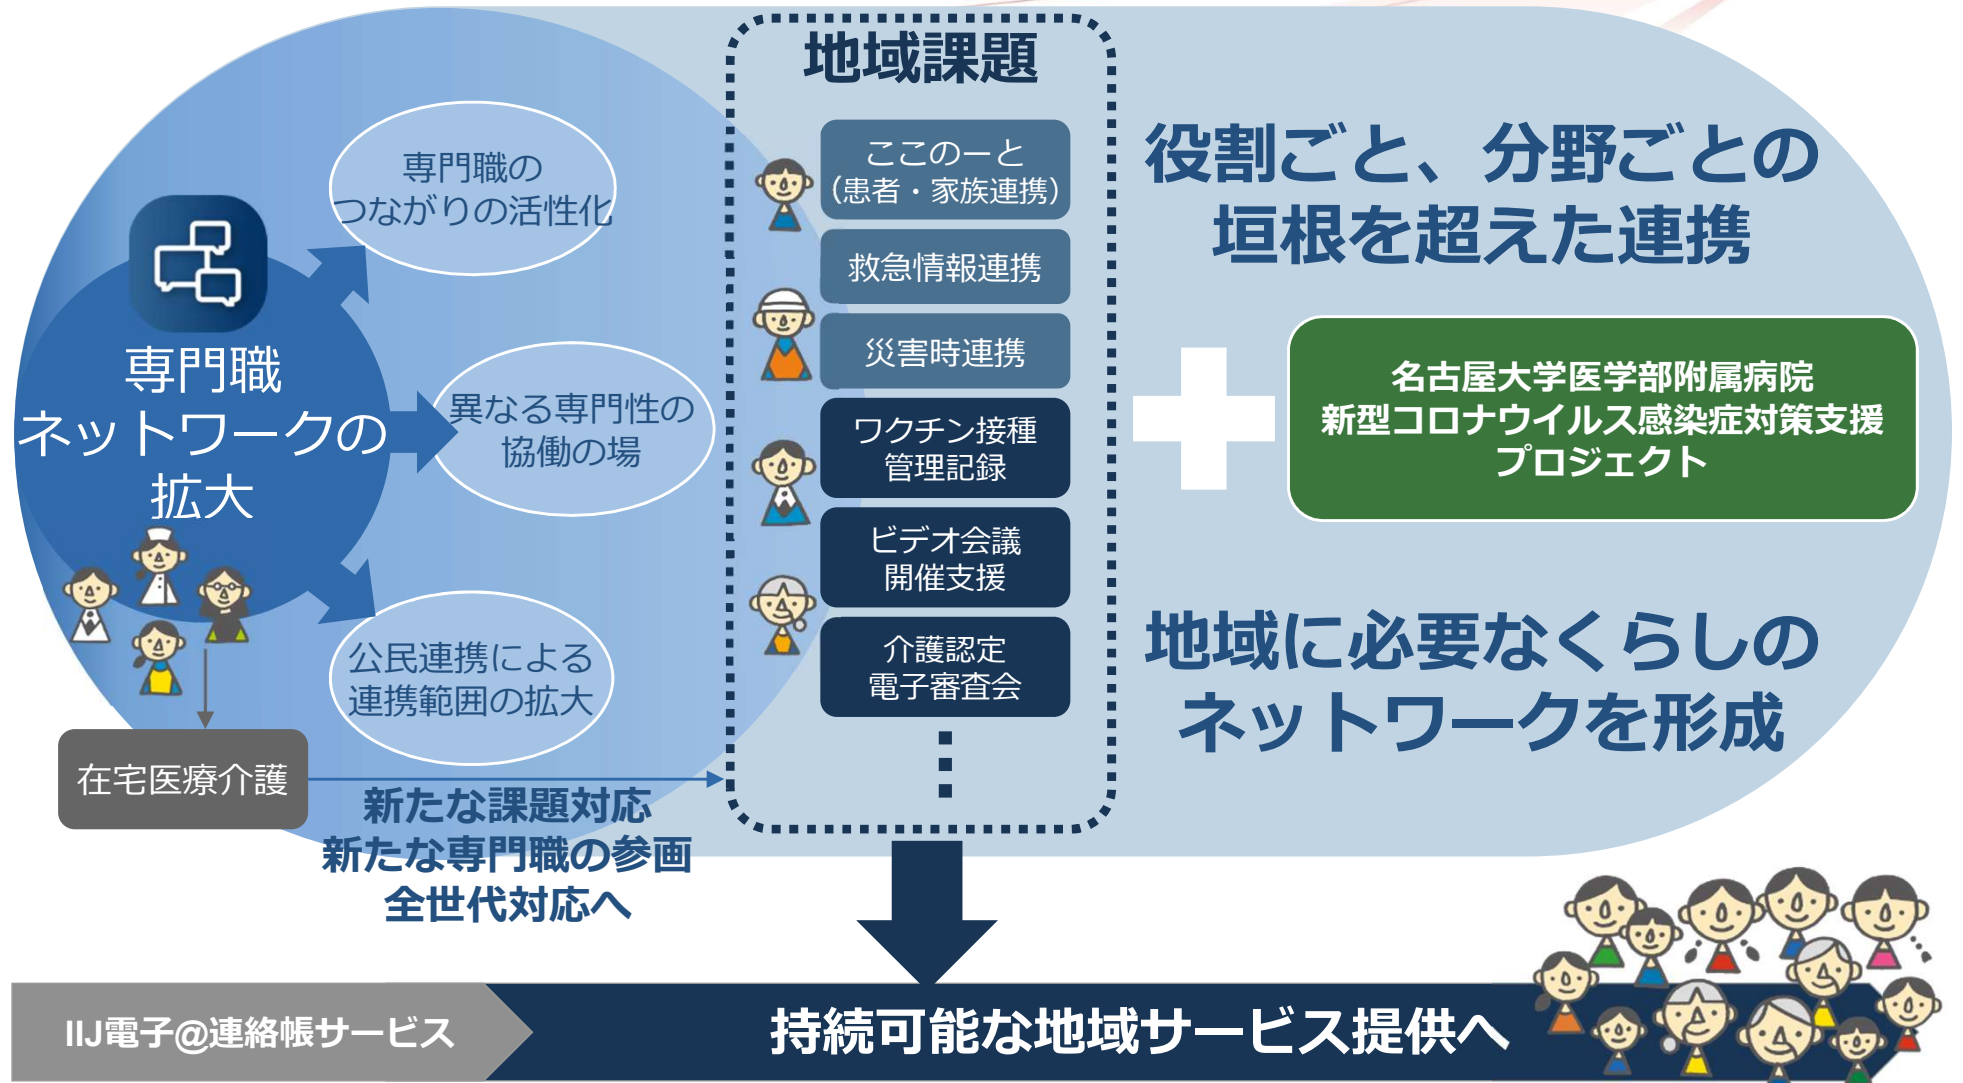 地域課題
専門職の
つながりの活性化
専門職
ネットワークの
拡大
異なる専門性の
協働の場
公民連携による
連携範囲の拡大
在宅医療介護
新たな課題対応
新たな専門職の参画
全世代対応へ
ここのーと
（患者・家族連携）
救急情報連携
災害時連携
ワクチン接種
管理記録
ビデオ会議
開催支援
介護認定
電子審査会
役割ごと、分野ごとの
垣根を超えた連携
名古屋大学医学部附属病院
新型コロナウイルス感染症対策支援
プロジェクト
地域に必要なくらしの
ネットワークを形成
IIJ電子@連絡帳サービス
持続可能な地域サービス提供へ